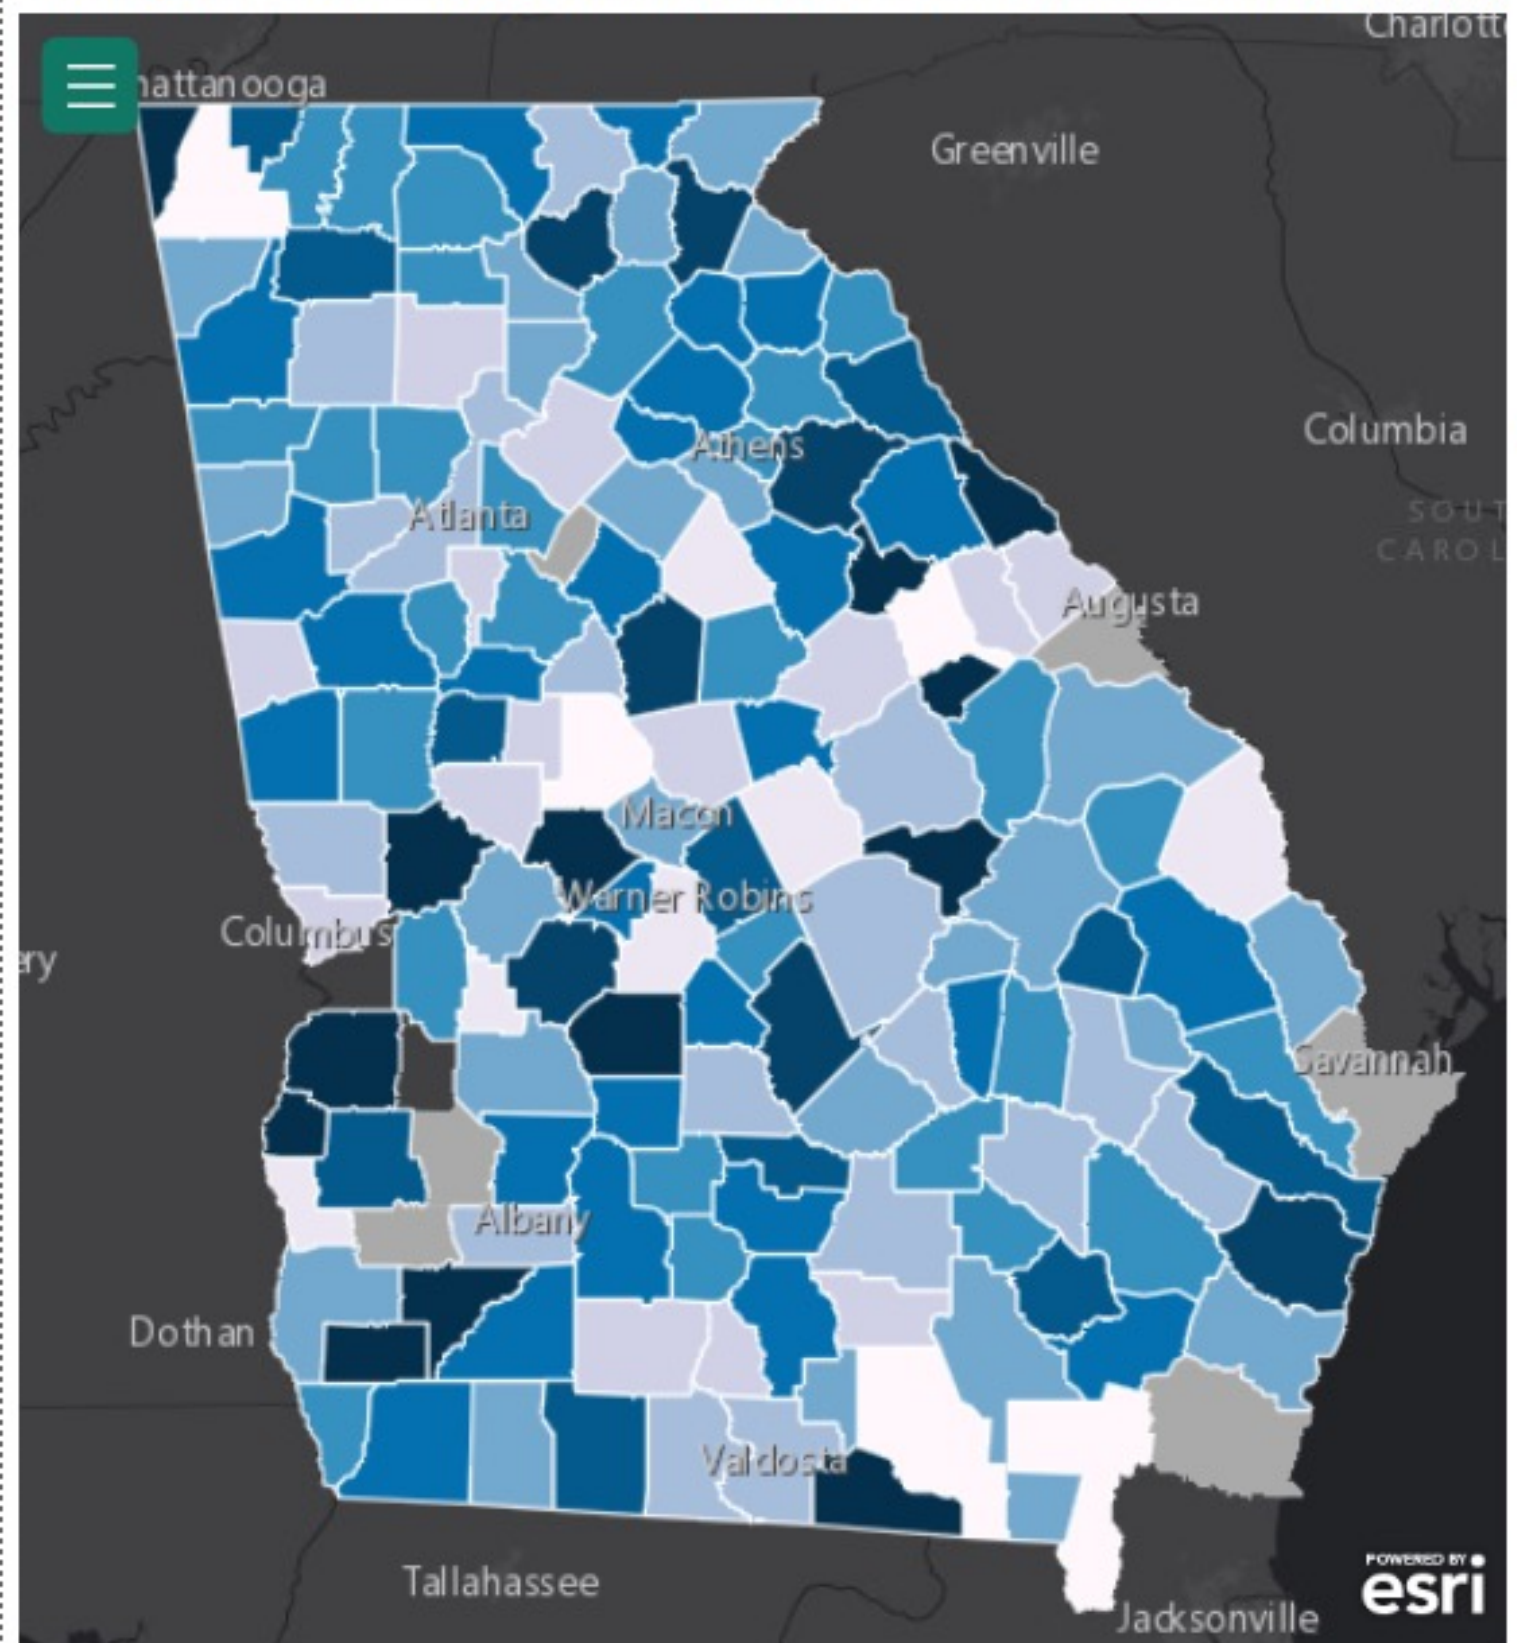 Charlotte
hattanooga
Greenville
Columbia
Athens
Atlanta
SOUT
CAROL
Augusta
Macon
Warner Robins
Columbus
ery
Savannah
Albany
Dothan
Valdosta
Tallahassee
Jacksonville
POWERED BY
esri